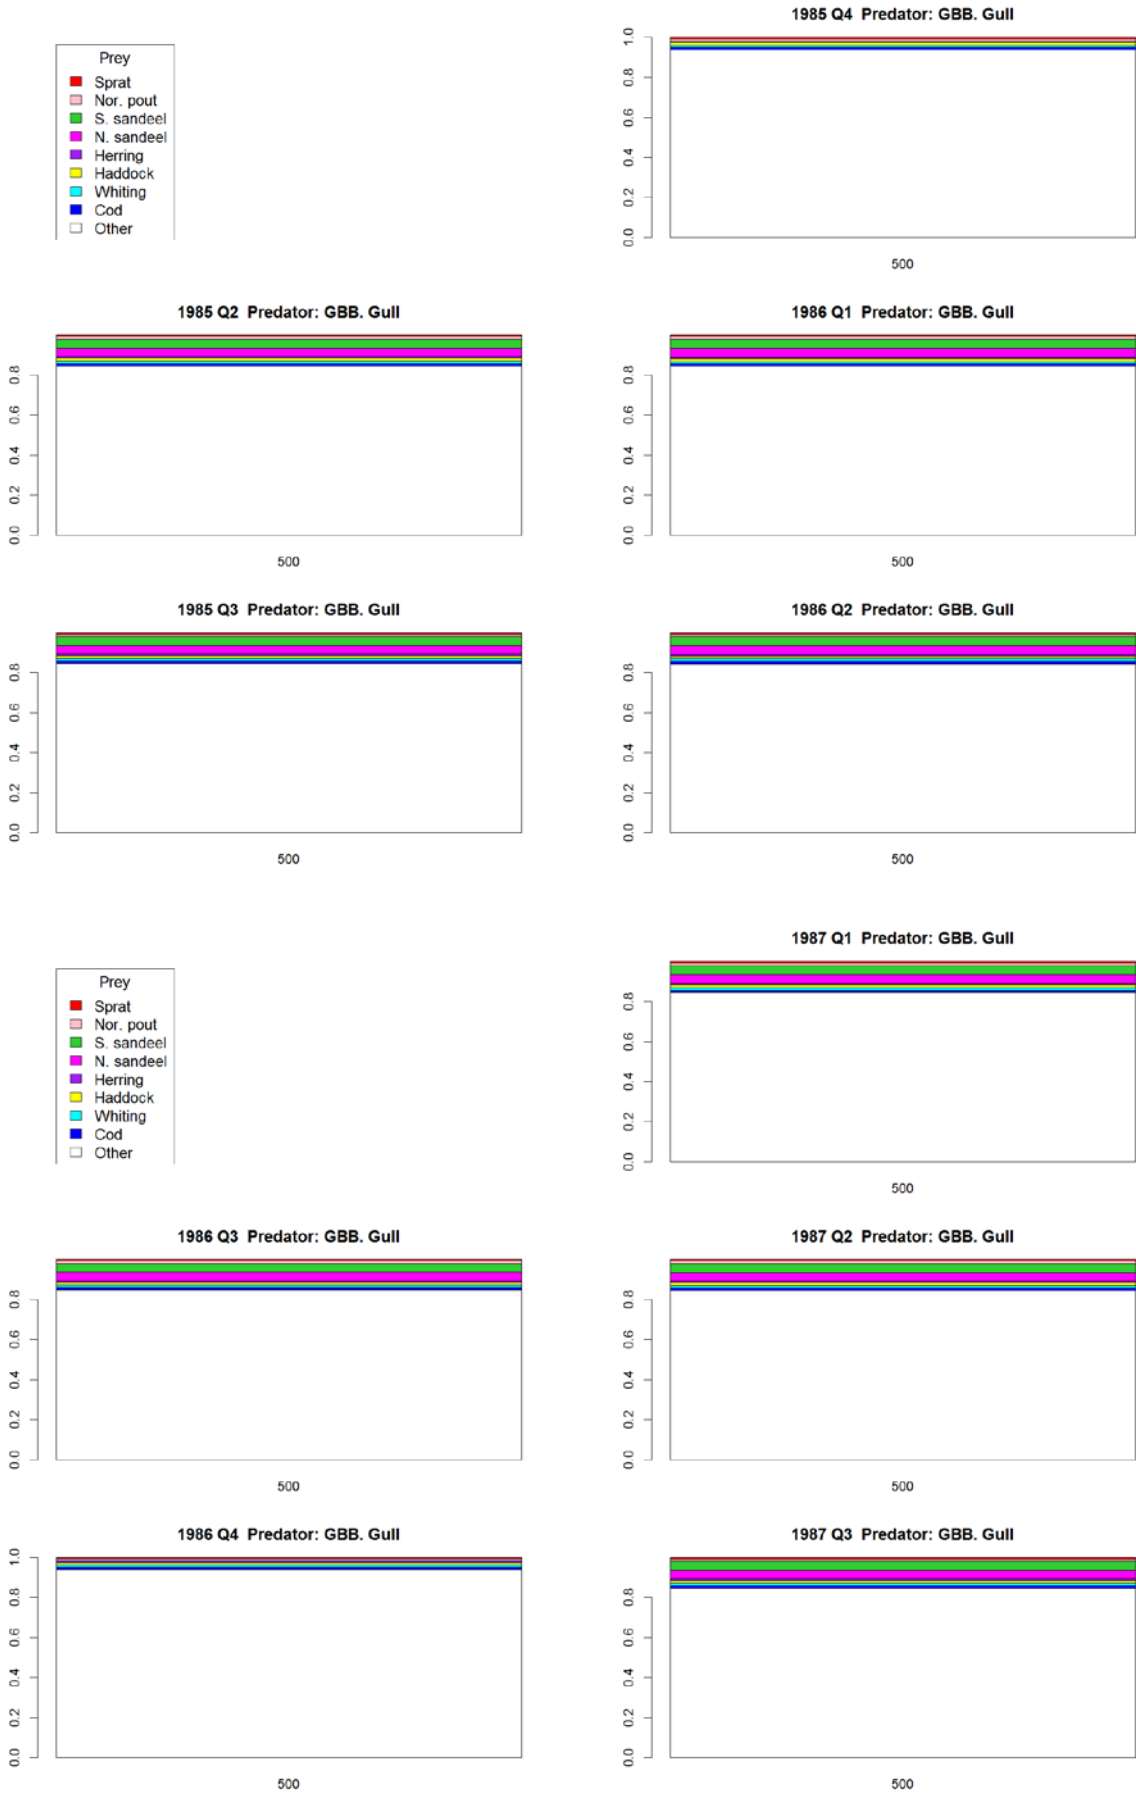 Prey
Sprat
Nor. pout
S. sandeel
N. sandeel
Herring
Haddock
Whiting
Cod
Other
1985 Q4 Predator: GBB. Gull
1.0
0.8
0.6
0.4
0.2
0.0
500
1985 Q2 Predator: GBB. Gull
0.8
0.6
0.4
0.2
0.0
500
1986 Q1 Predator: GBB. Gull
0.8
0.6
0.4
0.2
0.0
500
1985 Q3 Predator: GBB. Gull
0.8
0.6
0.4
0.2
0.0
500
1986 Q2 Predator: GBB. Gull
0.8
0.6
0.4
0.2
0.0
500
Prey
Sprat
Nor. pout
S. sandeel
N. sandeel
Herring
Haddock
Whiting
Cod
Other
1987 Q1 Predator: GBB. Gull
0.8
0.6
0.4
0.2
0.0
500
1986 Q3 Predator: GBB. Gull
0.8
0.6
0.4
0.2
0.0
500
1987 Q2 Predator: GBB. Gull
0.8
0.6
0.4
0.2
0.0
500
1986 Q4 Predator: GBB. Gull
1.0
0.8
0.6
0.4
0.2
0.0
500
1987 Q3 Predator: GBB. Gull
0.8
0.6
0.4
0.2
0.0
500